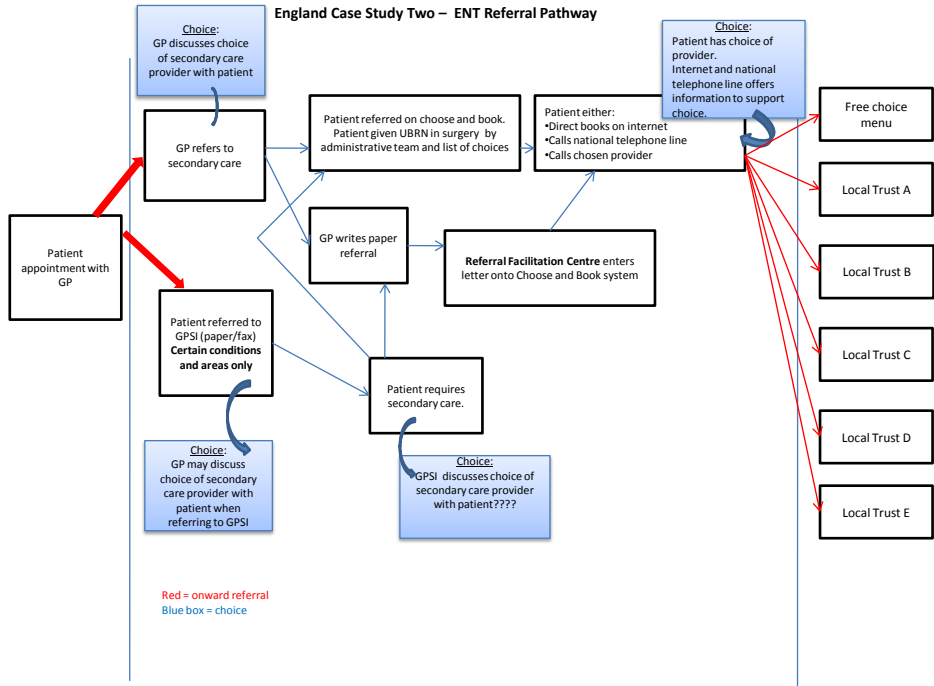 England Case Study Two – ENT Referral Pathway
Choice:
GP discusses choice
of secondary care
provider with patient
Choice:
Patient has choice of
provider.
Internet and national
telephone line offers
information to support
choice.
GP refers to
secondary care
Patient referred on choose and book.
Patient given UBRN in surgery by
administrative team and list of choices
Patient either:
•Direct books on internet
•Calls national telephone line
•Calls chosen provider
Free choice
menu
Local Trust A
Patient
appointment with
GP
GP writes paper
referral
Referral Facilitation Centre enters
letter onto Choose and Book system
Local Trust B
Patient referred to
GPSI (paper/fax)
Certain conditions
and areas only
Patient requires
secondary care.
Local Trust C
Local Trust D
Choice:
GP may discuss
choice of secondary
care provider with
patient when
referring to GPSI
Choice:
GPSI discusses choice of
secondary care provider
with patient????
Local Trust E
Red = onward referral
Blue box = choice